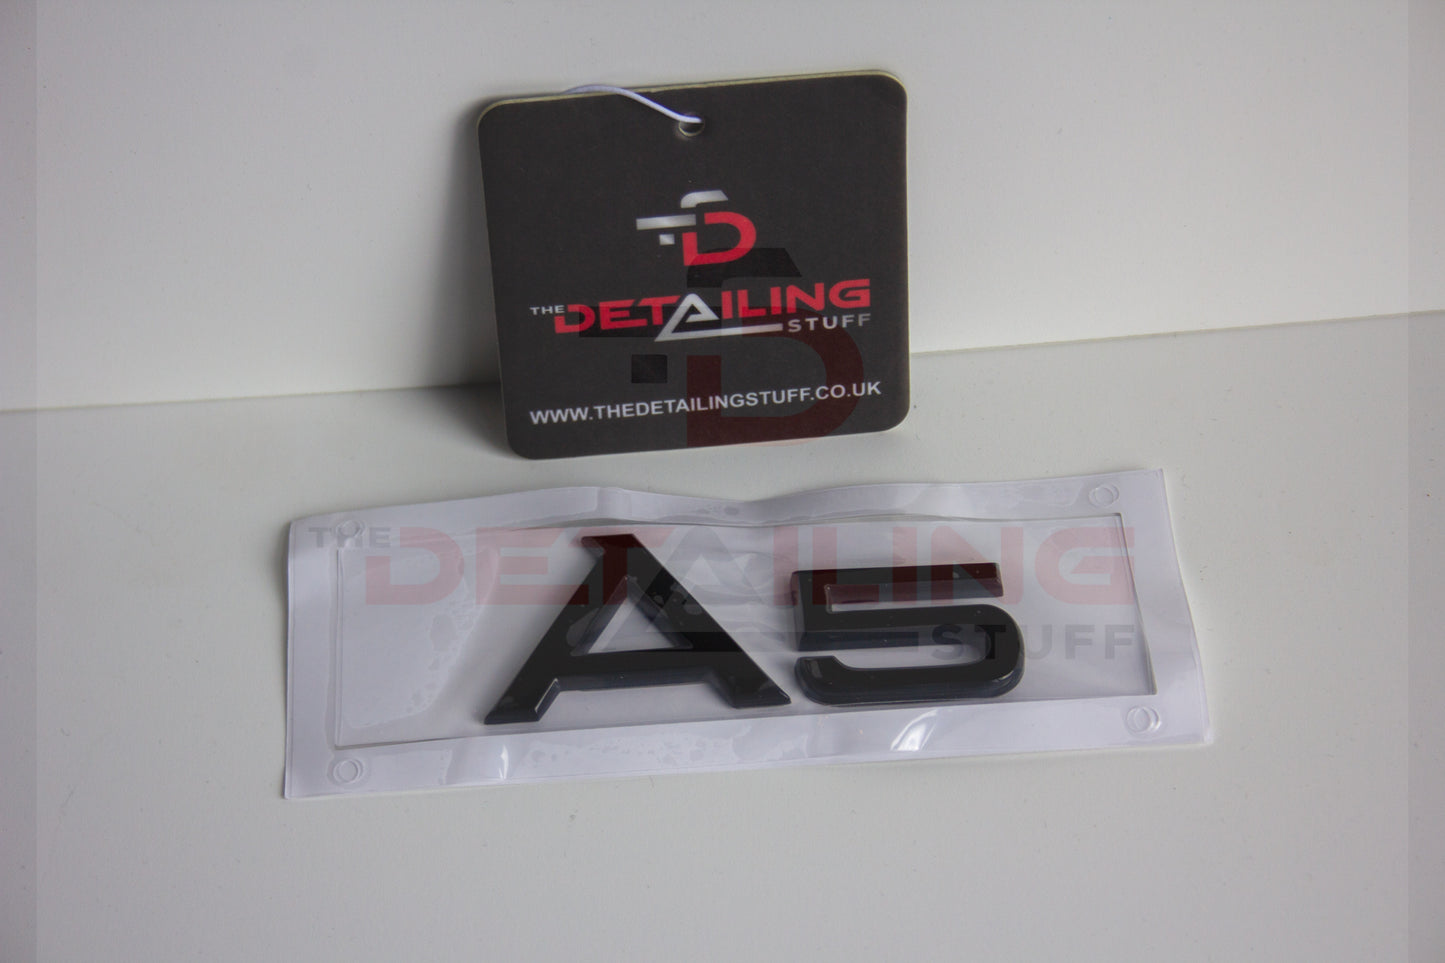 THE DETAILING
STUFF
WWW.THEDETAILINGSTUFF.CO.UK
THE DETAILING
STUFF
A5